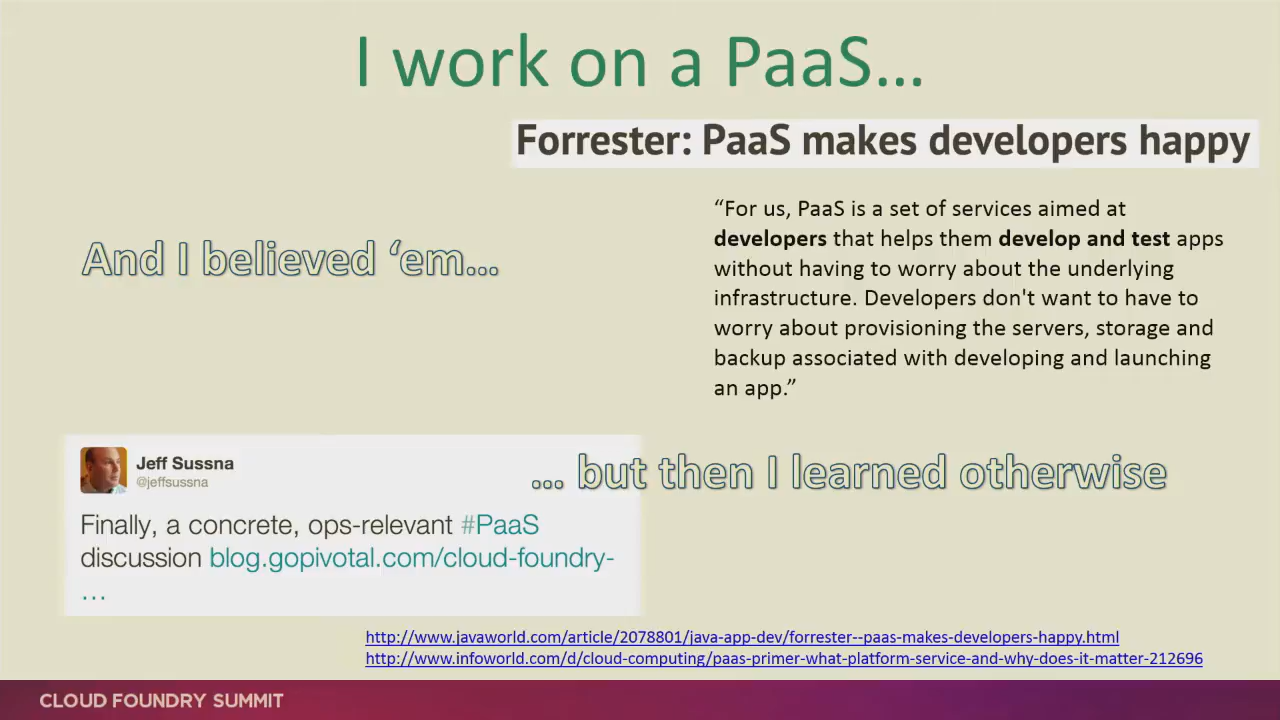 I work on a PaaS...
Forrester: PaaS makes developers happy
“For us, PaaS is a set of services aimed at
developers that helps them develop and test apps
without having to worry about the underlying
infrastructure. Developers don't want to have to
worry about provisioning the servers, storage and
backup associated with developing and launching
an app.”
And I believed ‘em...
... but then I learned otherwise
Jeff Sussna
@jeffsussna
Finally, a concrete, ops-relevant #PaaS
discussion blog.gopivotal.com/cloud-foundry-
...
http://www.javaworld.com/article/2078801/java-app-dev/forrester--paas-makes-developers-happy.html
http://www.infoworld.com/d/cloud-computing/paas-primer-what-platform-service-and-why-does-it-matter-212696
CLOUD FOUNDRY SUMMIT